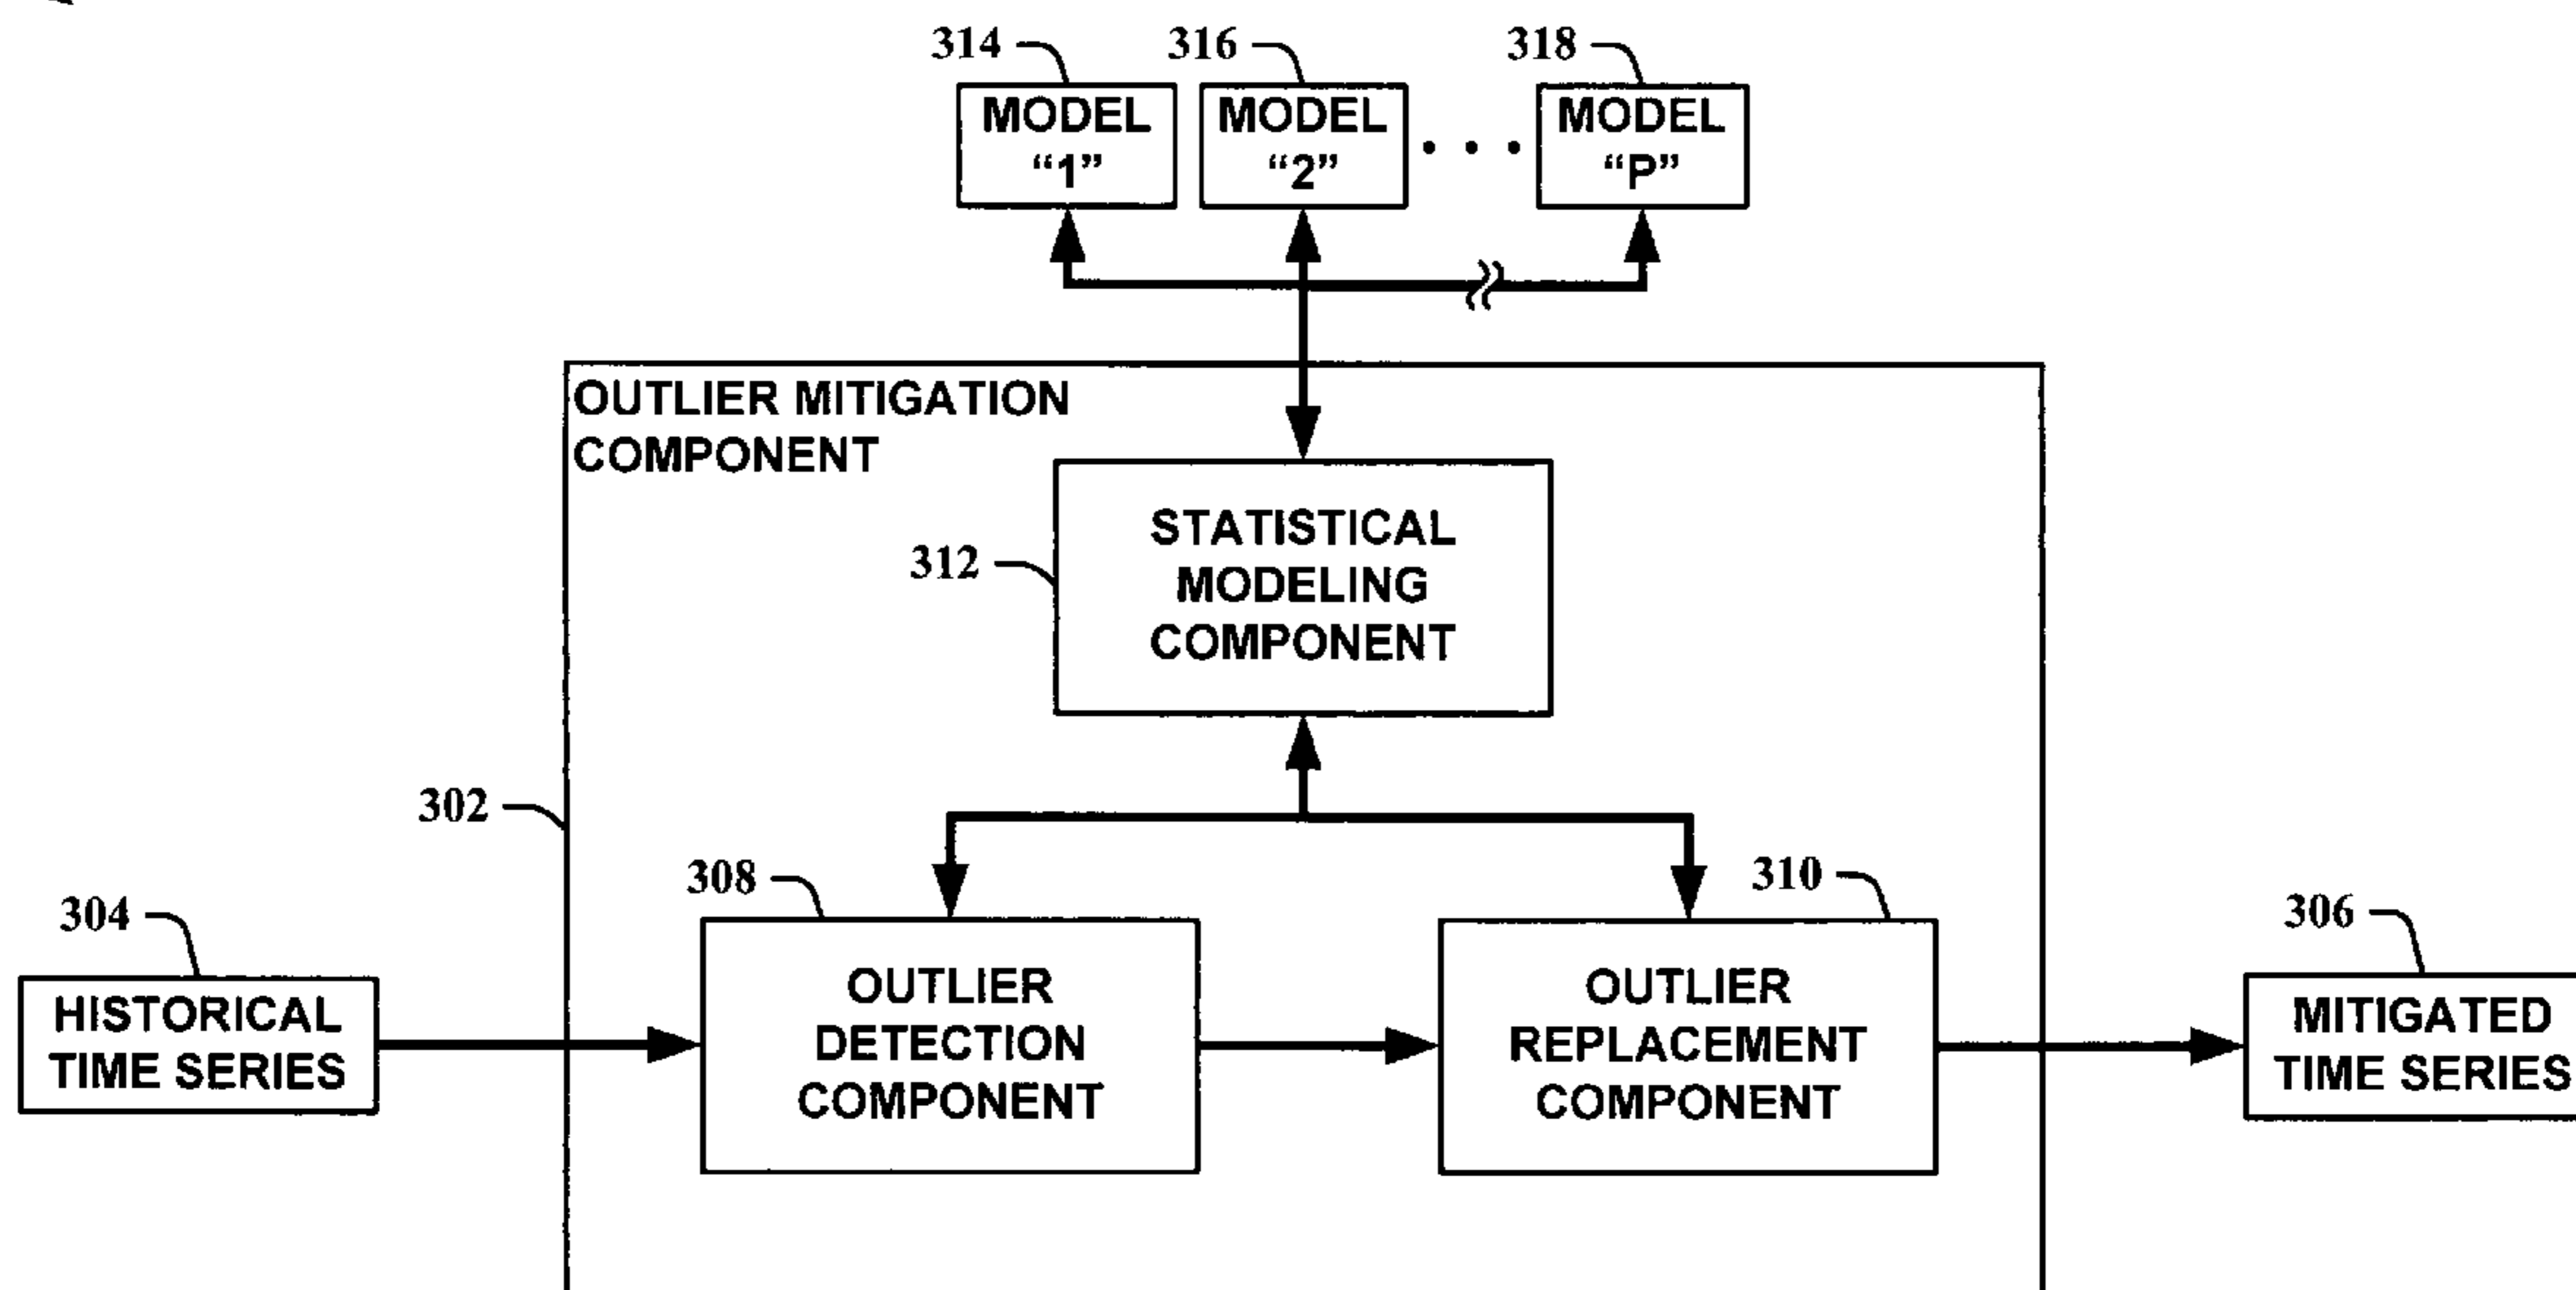 314
316
318
MODEL
“1”
MODEL
“2”
• • •
MODEL
“P”
OUTLIER MITIGATION
COMPONENT
312
STATISTICAL
MODELING
COMPONENT
302
308
310
304
306
HISTORICAL
TIME SERIES
OUTLIER
DETECTION
COMPONENT
OUTLIER
REPLACEMENT
COMPONENT
MITIGATED
TIME SERIES